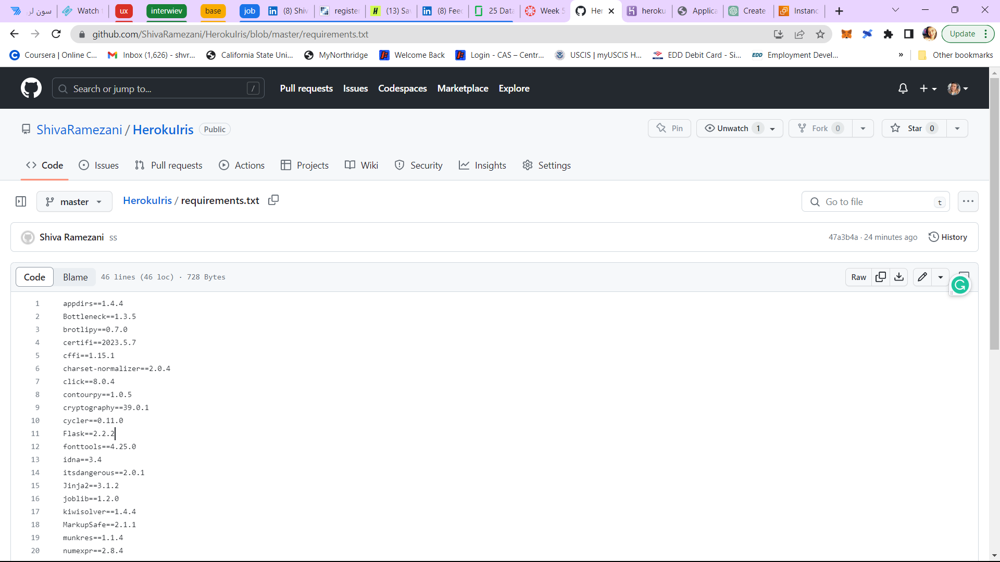 سون لرن
Watch
ux
interwiev
base
job
(8) Shiv
register
(13) Sa
(8) Feed
25 Data
Week 5
Her
heroku
Applica
Create
Instanc
github.com/ShivaRamezani/HerokuIris/blob/master/requirements.txt
Update
Coursera | Online C...
Inbox (1,626) - shvr...
California State Uni...
MyNorthridge
Welcome Back
Login - CAS – Centr...
USCIS | myUSCIS H...
EDD Debit Card - Si...
EDD Employment Devel...
»
Other bookmarks
Search or jump to...
/
Pull requests
Issues
Codespaces
Marketplace
Explore
ShivaRamezani / HerokuIris
Public
Pin
Unwatch 1
Fork 0
Star 0
Code
Issues
Pull requests
Actions
Projects
Wiki
Security
Insights
Settings
master
HerokuIris / requirements.txt
Go to file
t
Shiva Ramezani ss
47a3b4a · 24 minutes ago
History
Code
Blame
46 lines (46 loc) · 728 Bytes
Raw
1 appdirs==1.4.4
2 Bottleneck==1.3.5
3 brotlipy==0.7.0
4 certifi==2023.5.7
5 cffi==1.15.1
6 charset-normalizer==2.0.4
7 click==8.0.4
8 contourpy==1.0.5
9 cryptography==39.0.1
10 cycler==0.11.0
11 Flask==2.2.2
12 fonttools==4.25.0
13 idna==3.4
14 itsdangerous==2.0.1
15 Jinja2==3.1.2
16 joblib==1.2.0
17 kiwisolver==1.4.4
18 MarkupSafe==2.1.1
19 munkres==1.1.4
20 numexpr==2.8.4